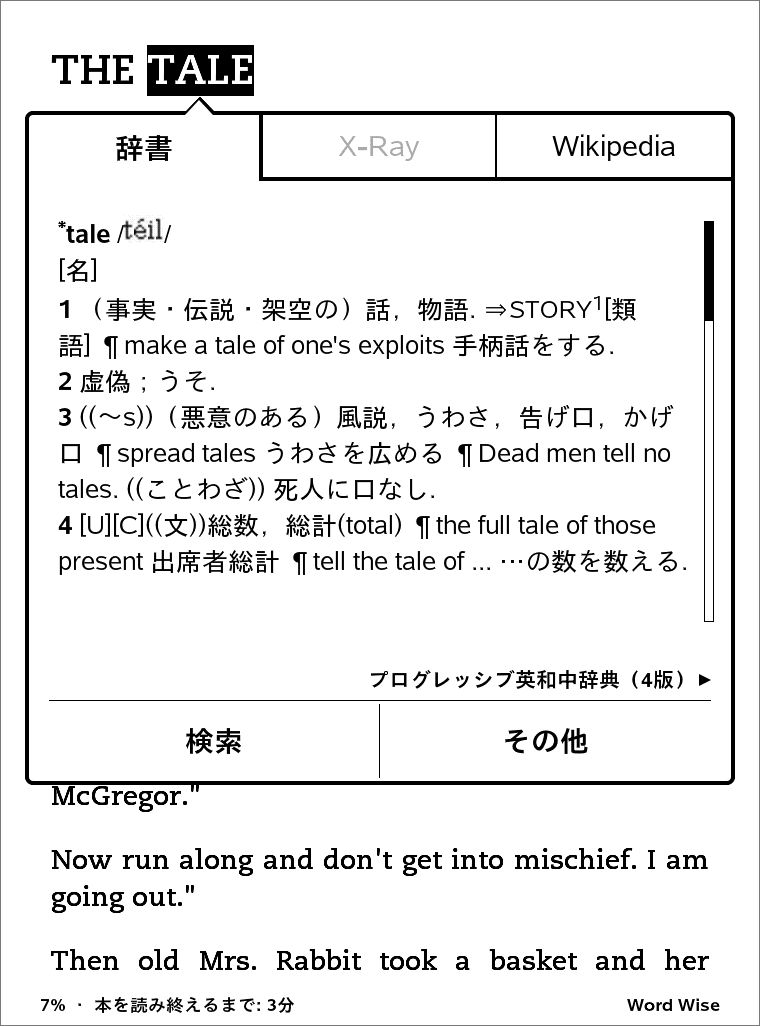 THE TALE
辞書
X-Ray
Wikipedia
*tale /téil/
[名]
1 （事実・伝説・架空の）話，物語. ⇒STORY1[類
語] ¶ make a tale of one's exploits 手柄話をする.
2 虚偽；うそ.
3 ((～s))（悪意のある）風説，うわさ，告げ口，かげ
口 ¶ spread tales うわさを広める ¶ Dead men tell no
tales. ((ことわざ)) 死人に口なし.
4 [U][C]((文))総数，総計(total) ¶ the full tale of those
present 出席者総計 ¶ tell the tale of ... …の数を数える.
プログレッシブ英和中辞典（4版）▶
検索
その他
McGregor."
Now run along and don't get into mischief. I am
going out."
Then old Mrs. Rabbit took a basket and her
7% · 本を読み終えるまで: 3分
Word Wise